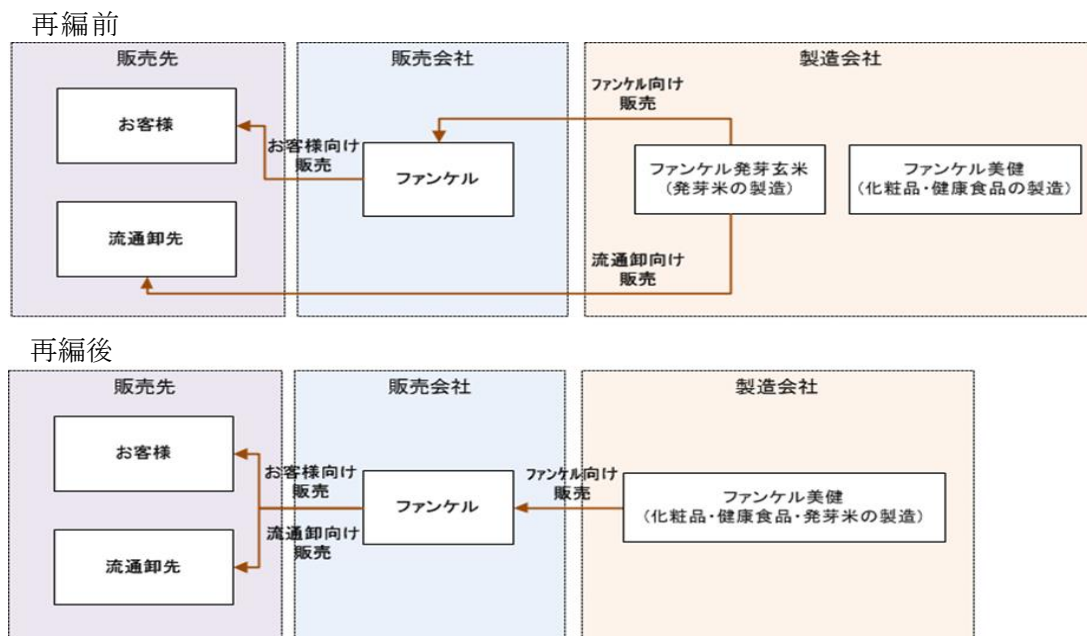 再編前
販売先
販売会社
製造会社
お客様
お客様向け
販売
ファンケル
ファンケル向け
販売
ファンケル発芽玄米
(発芽米の製造)
ファンケル美健
(化粧品・健康食品の製造)
流通卸先
流通卸向け
販売
再編後
販売先
販売会社
製造会社
お客様
お客様向け
販売
ファンケル
ファンケル向け
販売
ファンケル美健
(化粧品・健康食品・発芽米の製造)
流通卸向け
販売
流通卸先